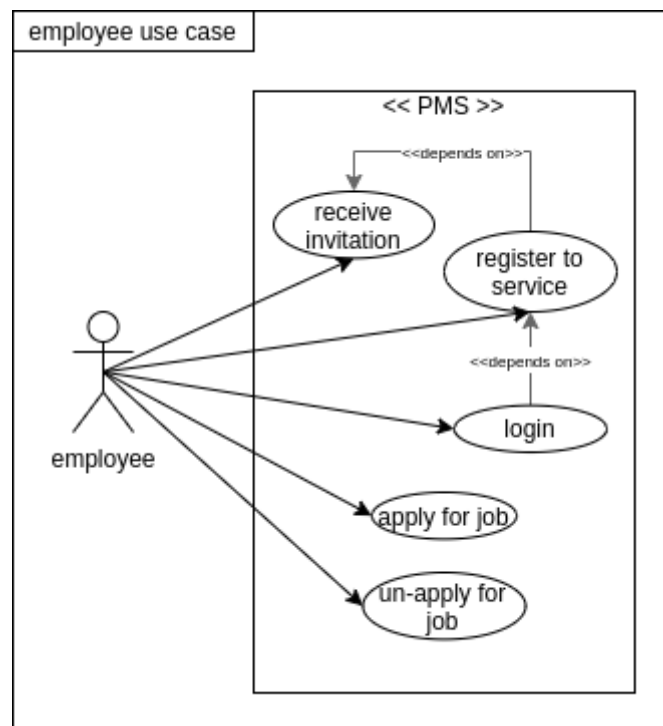 employee use case
<< PMS >>
<<depends on>>
receive
invitation
register to
service
<<depends on>>
login
employee
apply for job
un-apply for
job